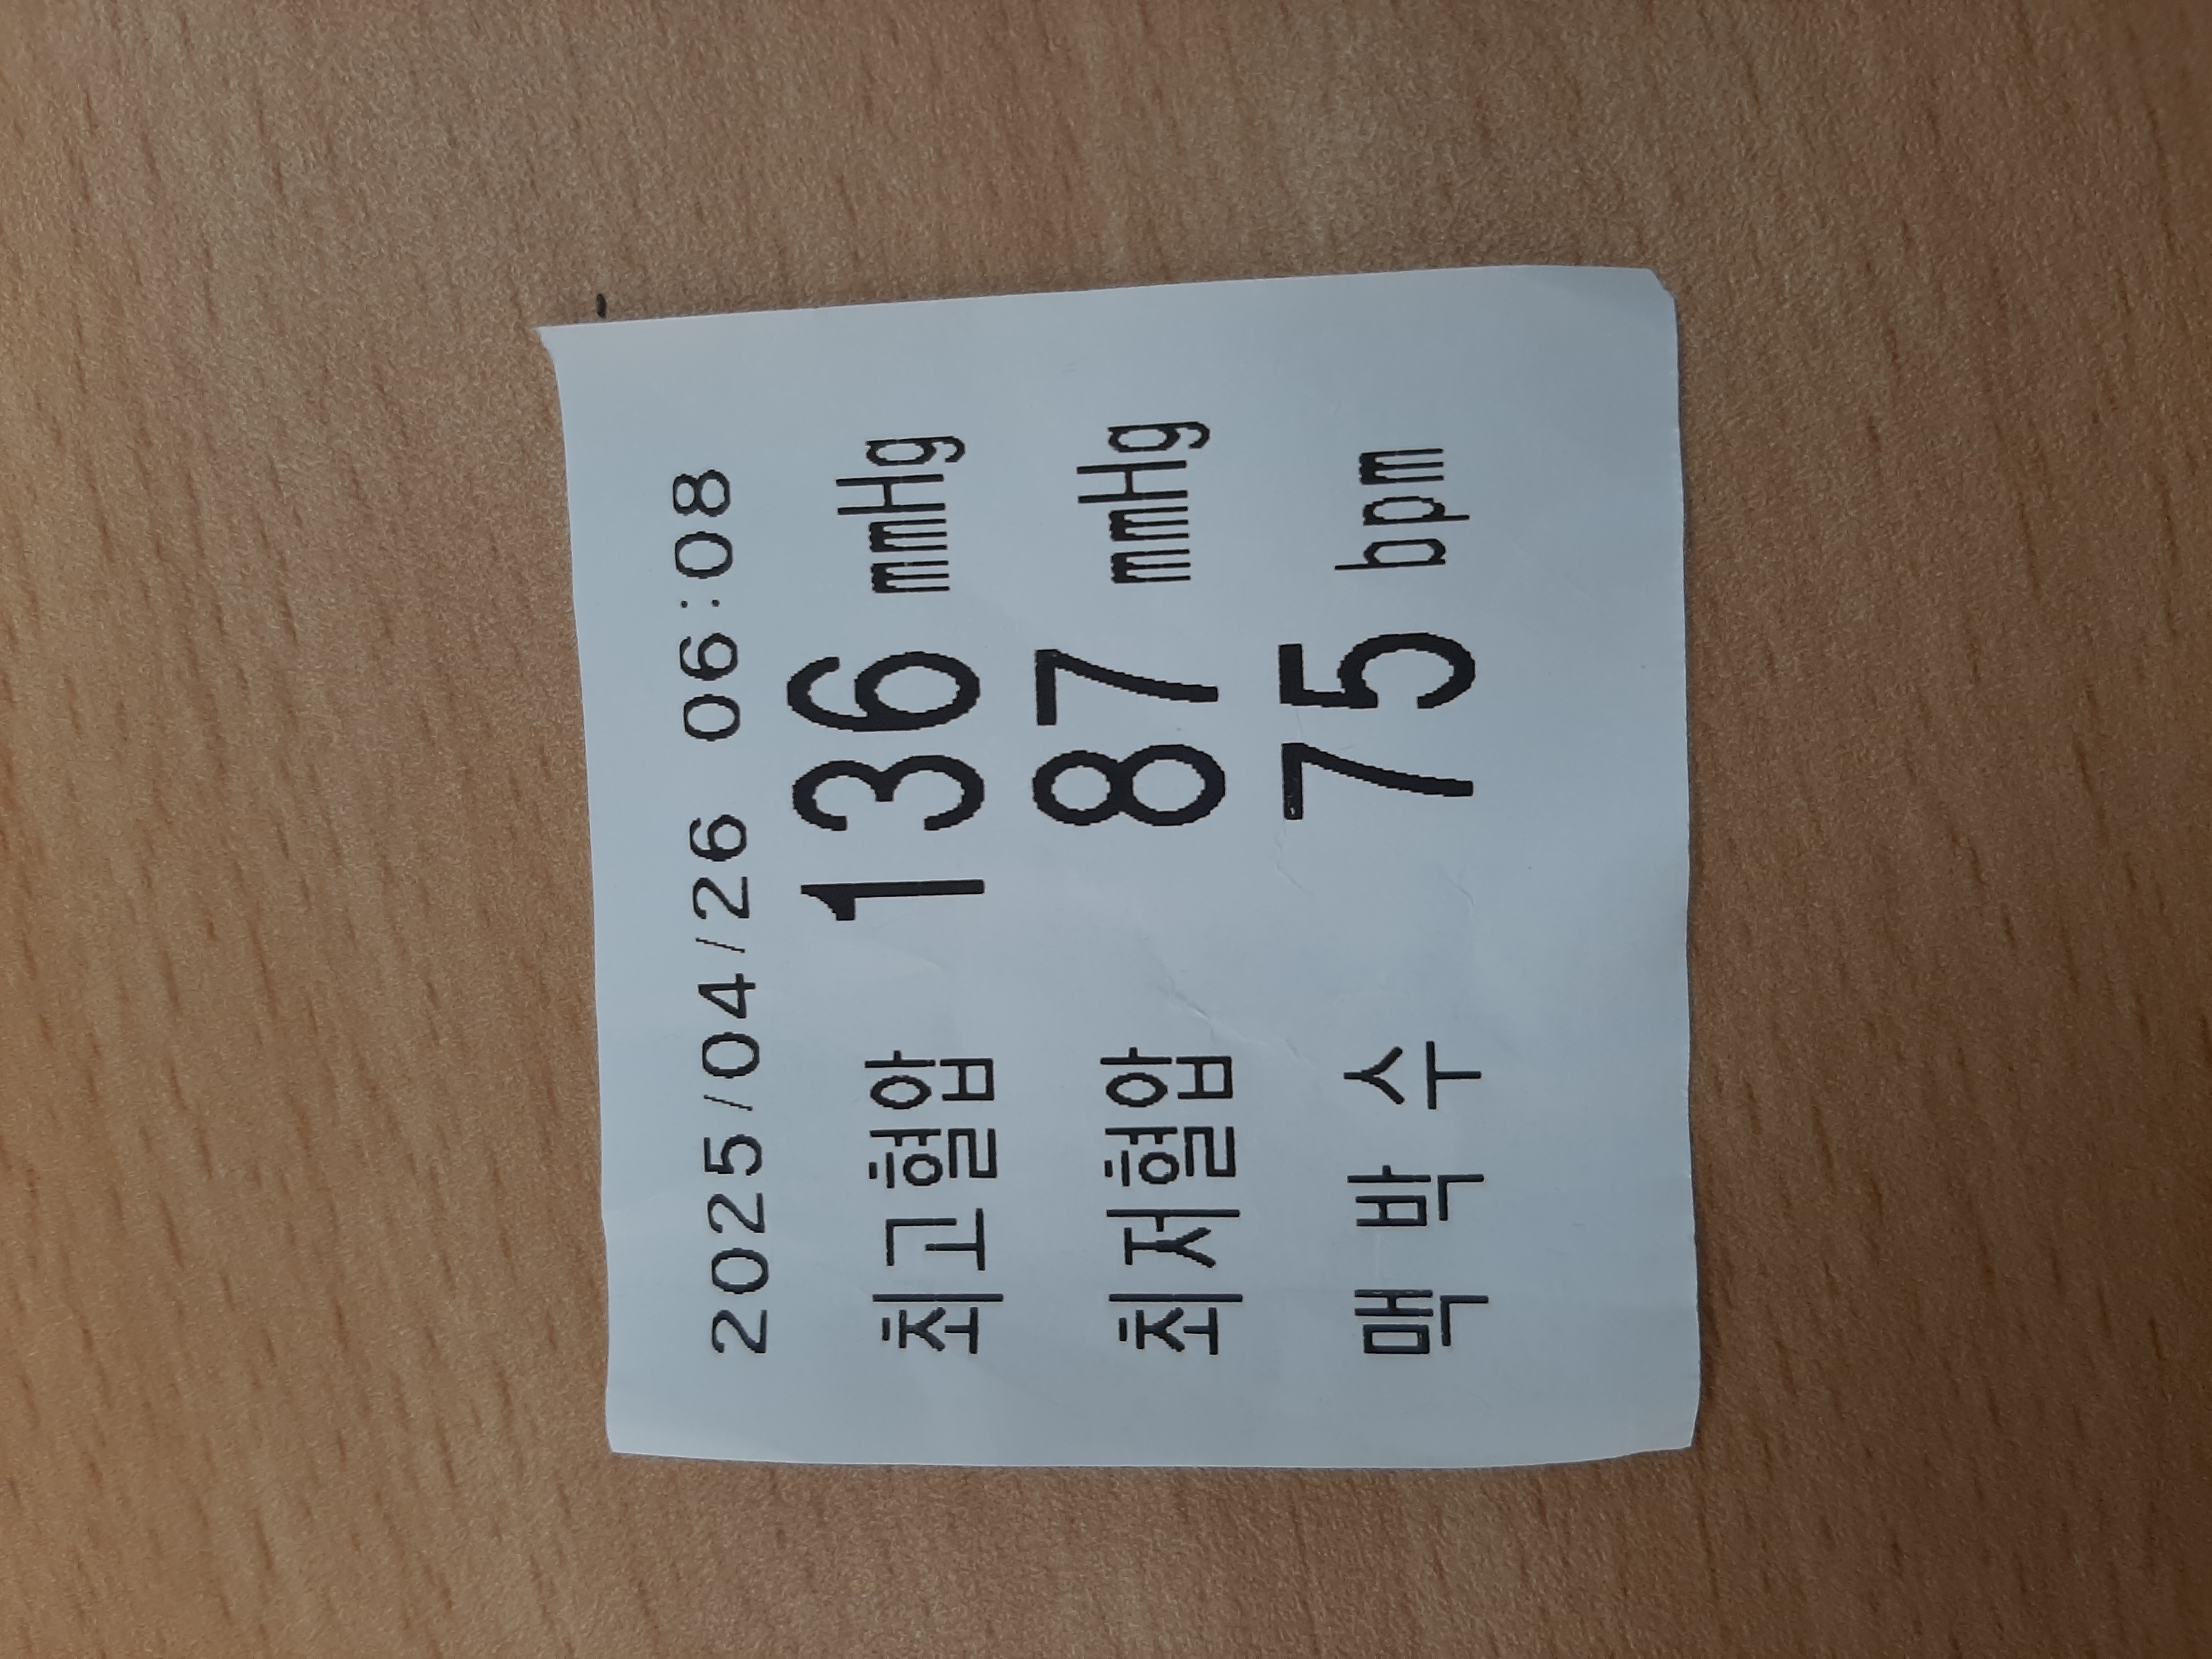 2025/04/26 06:08
최고혈압 136 mmHg
최저혈압 87 mmHg
맥 박 수 75 bpm